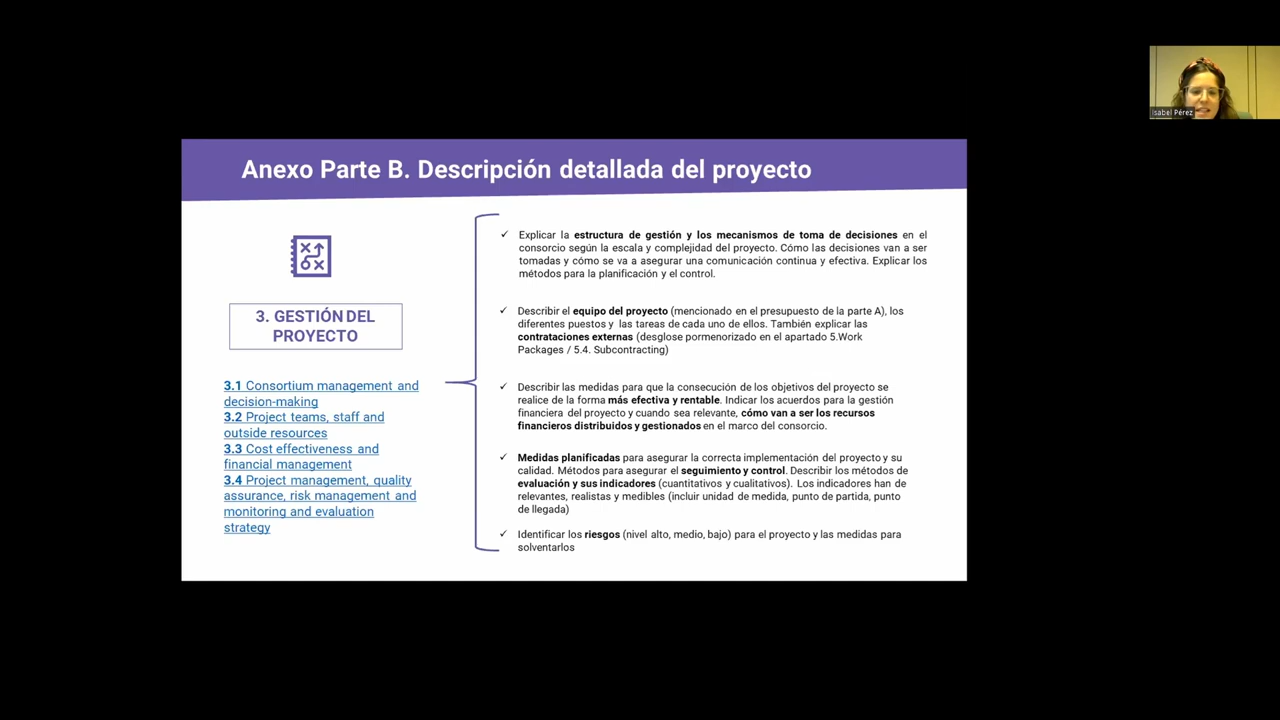 Isabel Pérez
Anexo Parte B. Descripción detallada del proyecto
3. GESTIÓN DEL
PROYECTO
3.1 Consortium management and
decision-making
3.2 Project teams, staff and
outside resources
3.3 Cost effectiveness and
financial management
3.4 Project management, quality
assurance, risk management and
monitoring and evaluation
strategy
✓ Explicar la estructura de gestión y los mecanismos de toma de decisiones en el
consorcio según la escala y complejidad del proyecto. Cómo las decisiones van a ser
tomadas y cómo se va a asegurar una comunicación continua y efectiva. Explicar los
métodos para la planificación y el control.
✓ Describir el equipo del proyecto (mencionado en el presupuesto de la parte A), los
diferentes puestos y las tareas de cada uno de ellos. También explicar las
contrataciones externas (desglose pormenorizado en el apartado 5.Work
Packages / 5.4. Subcontracting)
✓ Describir las medidas para que la consecución de los objetivos del proyecto se
realice de la forma más efectiva y rentable. Indicar los acuerdos para la gestión
financiera del proyecto y cuando sea relevante, cómo van a ser los recursos
financieros distribuidos y gestionados en el marco del consorcio.
✓ Medidas planificadas para asegurar la correcta implementación del proyecto y su
calidad. Métodos para asegurar el seguimiento y control. Describir los métodos de
evaluación y sus indicadores (cuantitativos y cualitativos). Los indicadores han de
relevantes, realistas y medibles (incluir unidad de medida, punto de partida, punto
de llegada)
✓ Identificar los riesgos (nivel alto, medio, bajo) para el proyecto y las medidas para
solventarlos